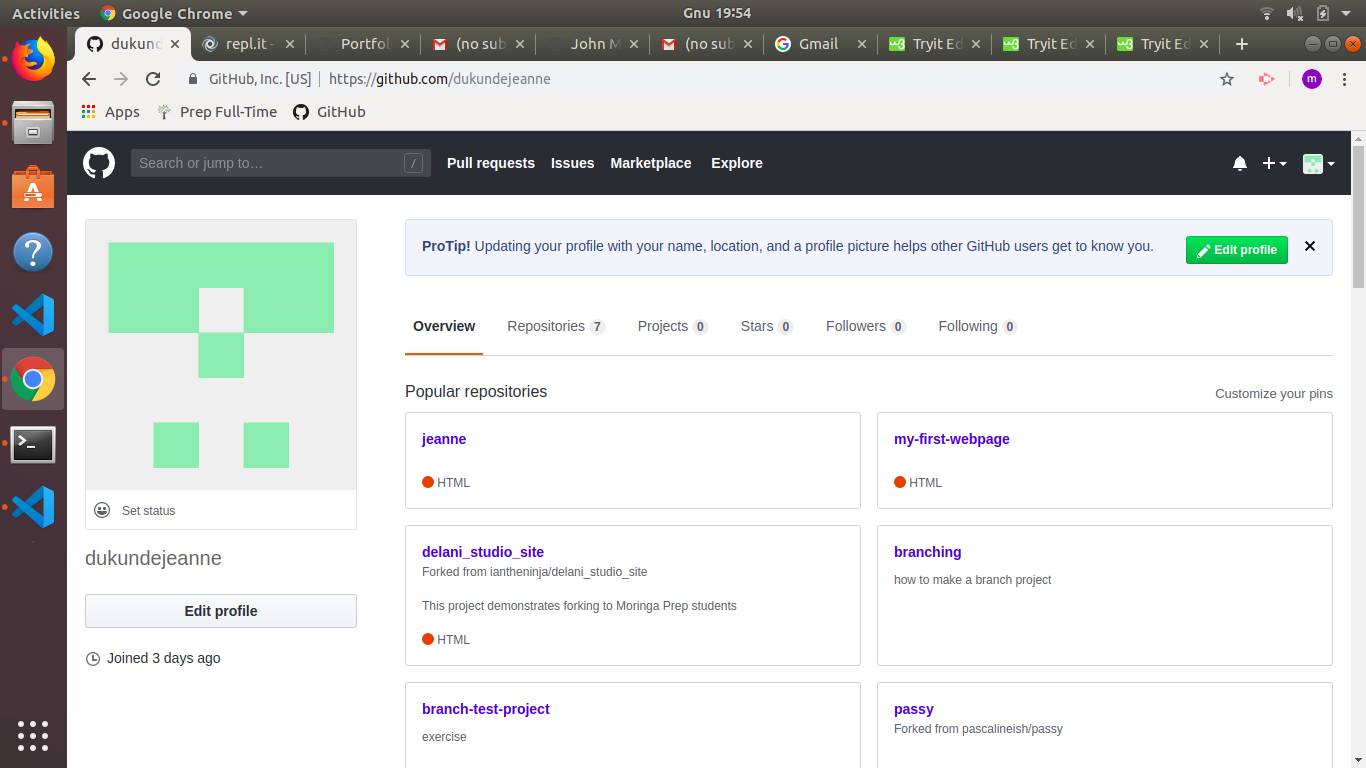 Activities Google Chrome Gnu 19:54
dukund repl.it - Portfol (no sub John M (no sub Gmail Tryit Ed Tryit Ed Tryit Ed
GitHub, Inc. [US] https://github.com/dukundejeanne m
Apps Prep Full-Time GitHub
Search or jump to… / Pull requests Issues Marketplace Explore
ProTip! Updating your profile with your name, location, and a profile picture helps other GitHub users get to know you. Edit profile
Overview Repositories 7 Projects 0 Stars 0 Followers 0 Following 0
Popular repositories Customize your pins
jeanne
HTML
my-first-webpage
HTML
Set status
dukundejeanne
Edit profile
Joined 3 days ago
delani_studio_site
Forked from iantheninja/delani_studio_site
This project demonstrates forking to Moringa Prep students
HTML
branching
how to make a branch project
branch-test-project
exercise
passy
Forked from pascalineish/passy